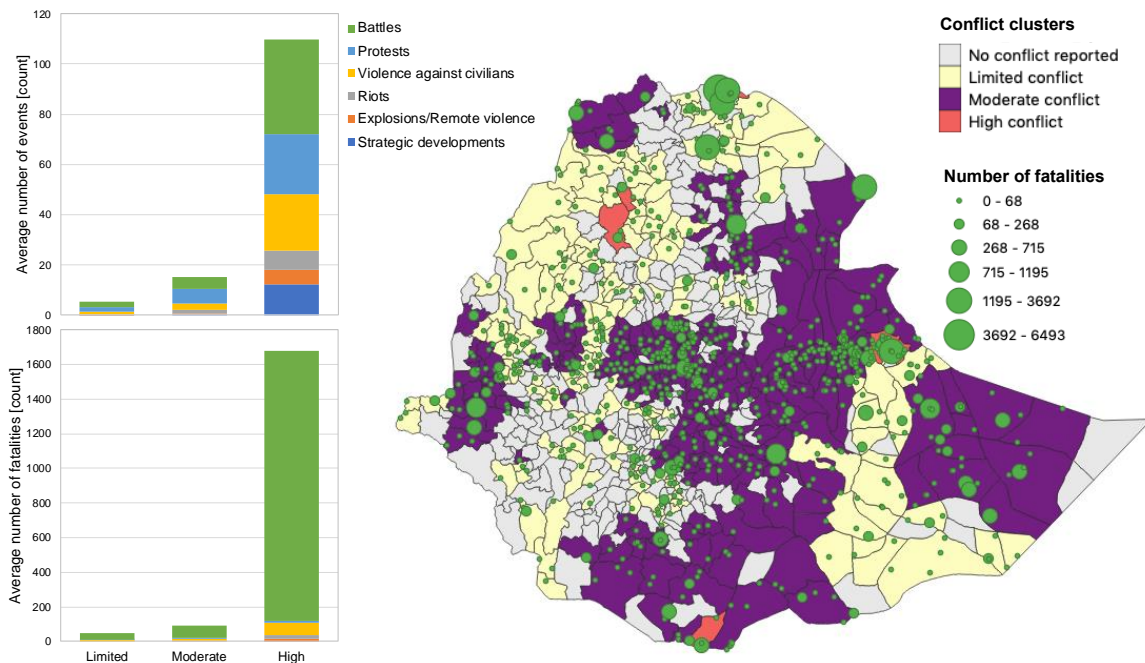 120
100
80
60
40
20
0
Average number of events [count]
Battles
Protests
Violence against civilians
Riots
Explosions/Remote violence
Strategic developments
1800
1600
1400
1200
1000
800
600
400
200
0
Average number of fatalities [count]
Limited
Moderate
High
Conflict clusters
No conflict reported
Limited conflict
Moderate conflict
High conflict
Number of fatalities
0 - 68
68 - 268
268 - 715
715 - 1195
1195 - 3692
3692 - 6493